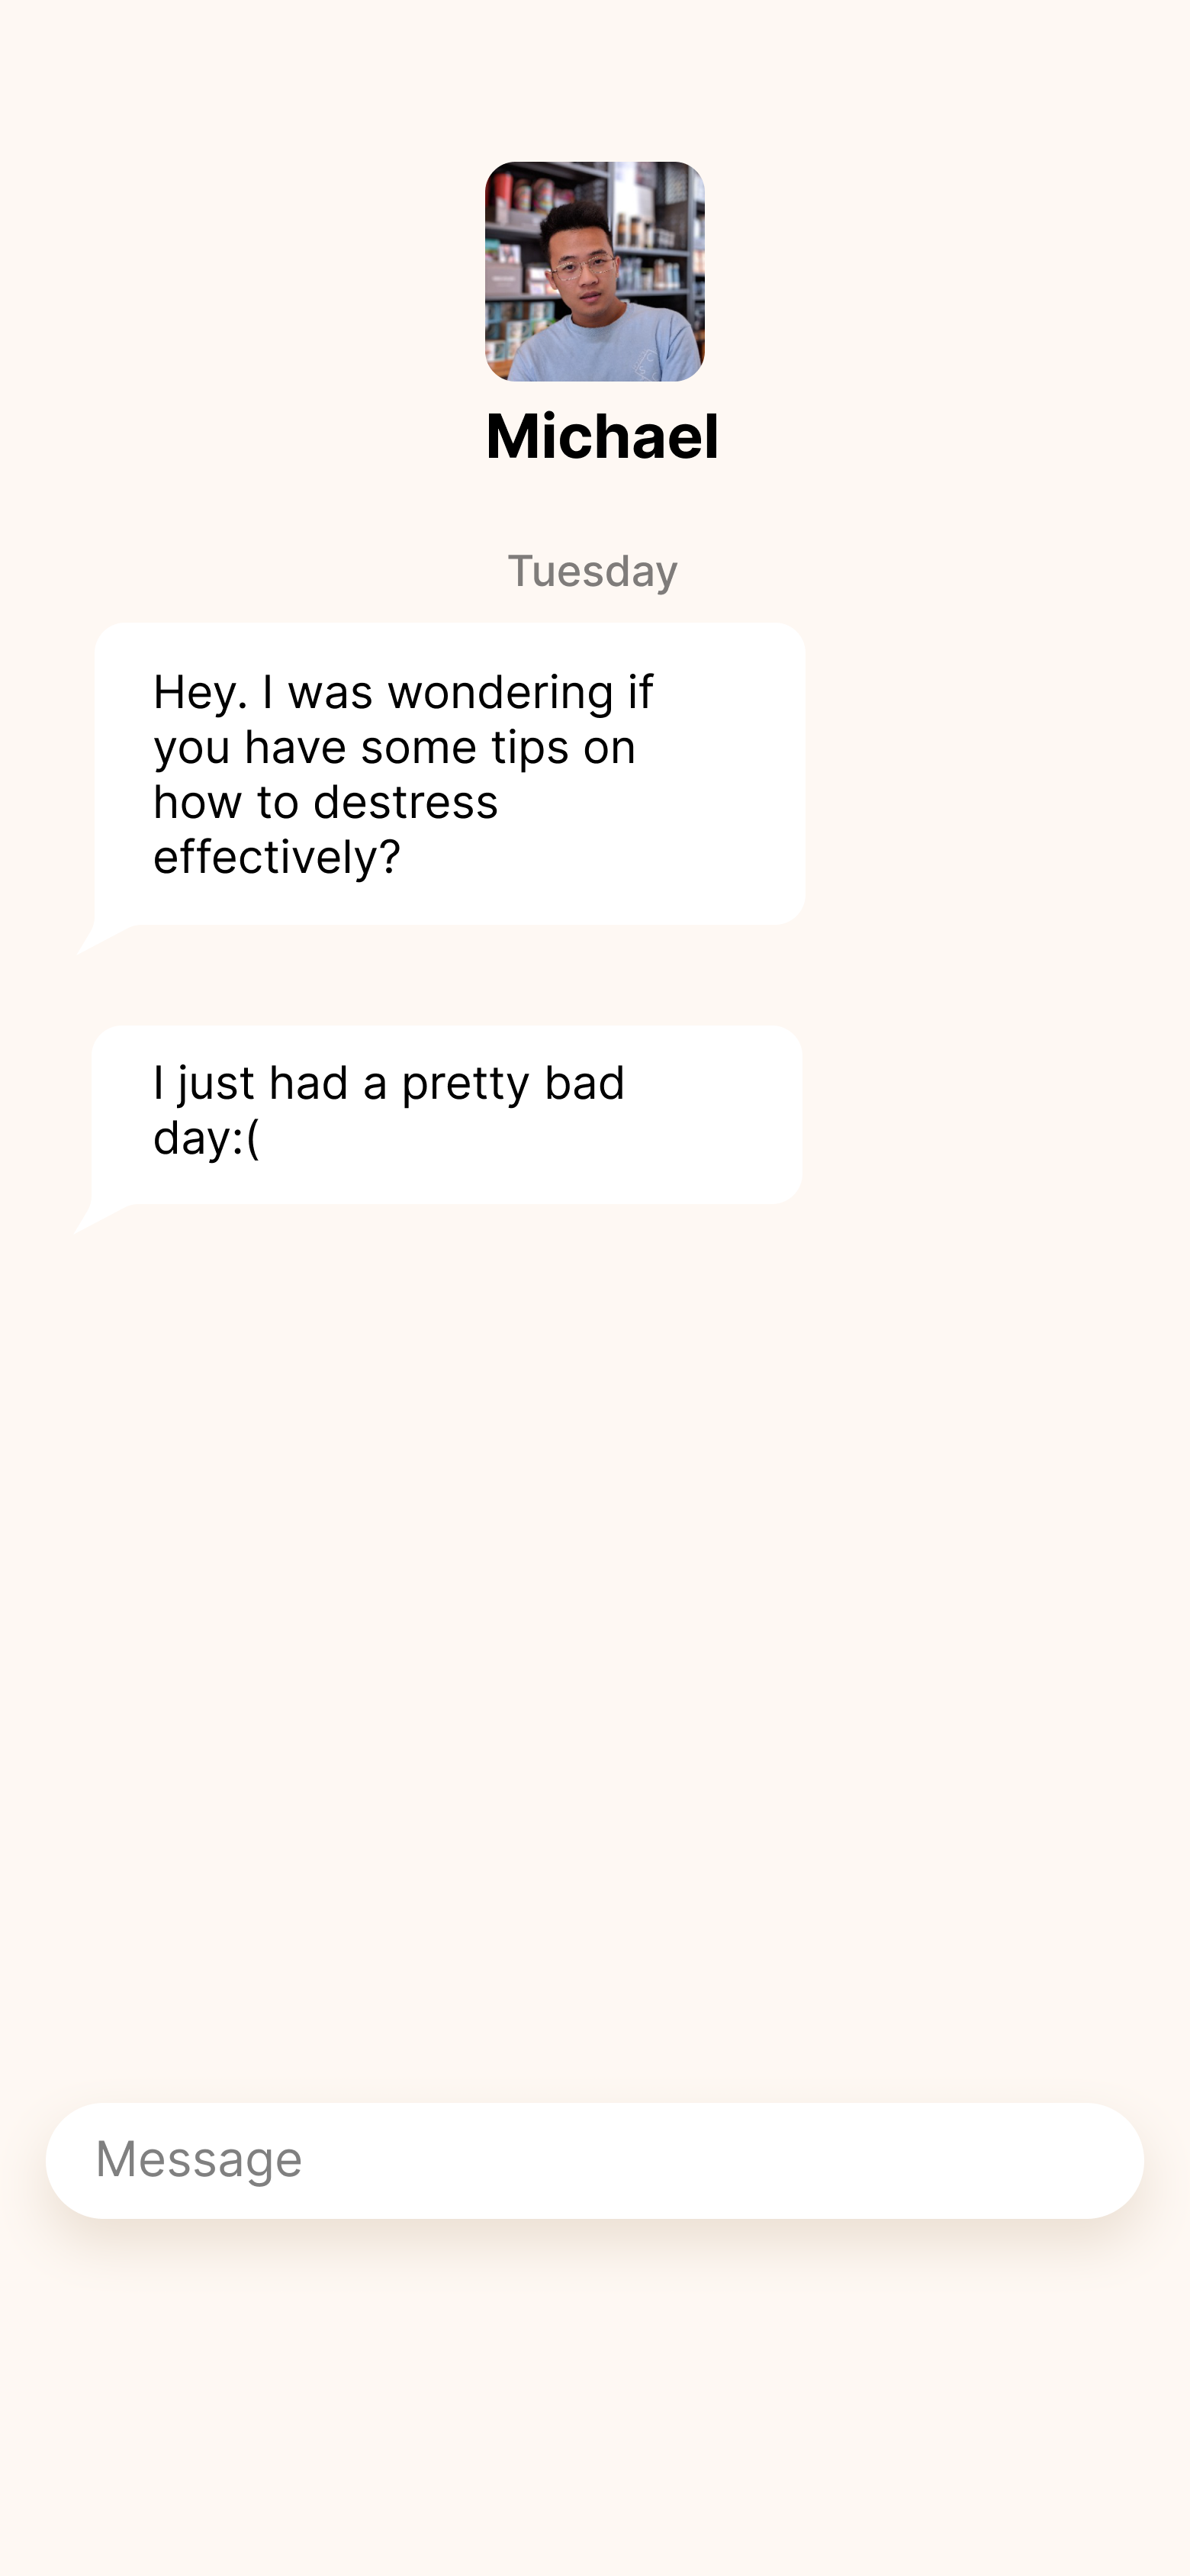 Michael
Tuesday
Hey. I was wondering if
you have some tips on
how to destress
effectively?
I just had a pretty bad
day:(
Message